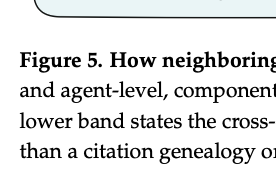 Figure 5. How neighboring
and agent-level, component
lower band states the cross-
than a citation genealogy or